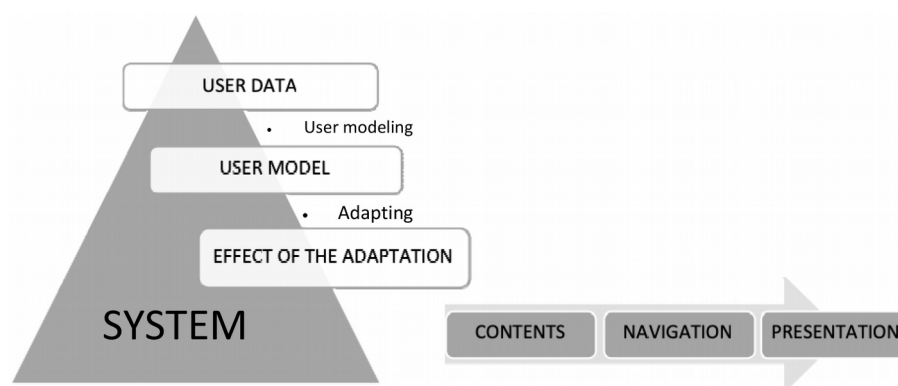 USER DATA
• User modeling
USER MODEL
• Adapting
EFFECT OF THE ADAPTATION
SYSTEM
CONTENTS
NAVIGATION
PRESENTATION